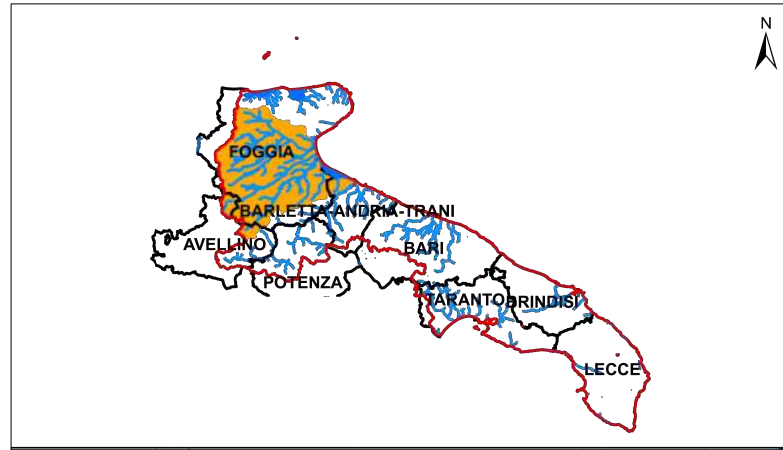 N
FOGGIA
BARLETTA-ANDRIA-TRANI
AVELLINO
BARI
POTENZA
TARANTO
BRINDISI
LECCE